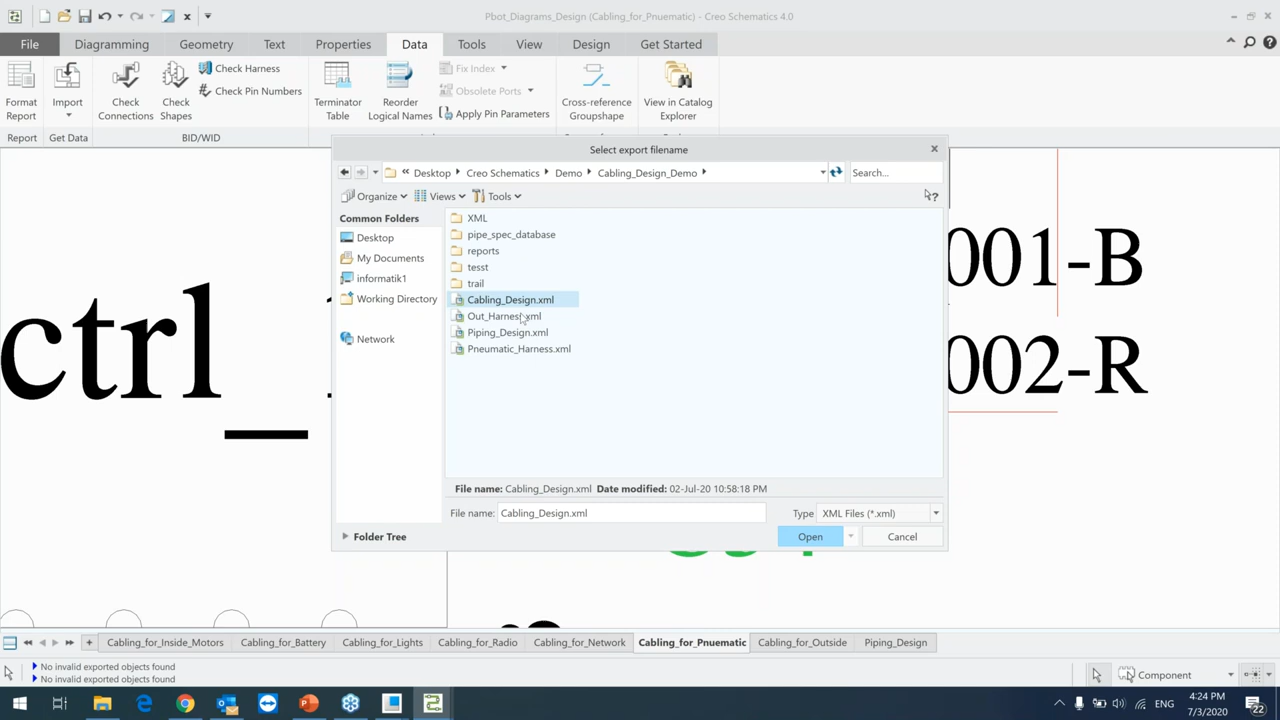 Pbot_Diagrams_Design (Cabling_for_Pnuematic) - Creo Schematics 4.0
File Diagramming Geometry Text Properties Data Tools View Design Get Started
Format Report
Import
Check Connections
Check Shapes
Check Harness
Check Pin Numbers
Terminator Table
Reorder Logical Names
Fix Index
Obsolete Ports
Apply Pin Parameters
Cross-reference Groupshape
View in Catalog Explorer
Report Get Data BID/WID
Select export filename
Desktop Creo Schematics Demo Cabling_Design_Demo Search...
Organize Views Tools
Common Folders
Desktop
My Documents
informatik1
Working Directory
Network
XML
pipe_spec_database
reports
tesst
trail
Cabling_Design.xml
Out_Harness.xml
Piping_Design.xml
Pneumatic_Harness.xml
File name: Cabling_Design.xml Date modified: 02-Jul-20 10:58:18 PM
File name: Cabling_Design.xml Type XML Files (*.xml)
Folder Tree Open Cancel
ctrl_
001-B
002-R
Cabling_for_Inside_Motors Cabling_for_Battery Cabling_for_Lights Cabling_for_Radio Cabling_for_Network Cabling_for_Pnuematic Cabling_for_Outside Piping_Design
No invalid exported objects found
No invalid exported objects found
Component
ENG
4:24 PM
7/3/2020
22